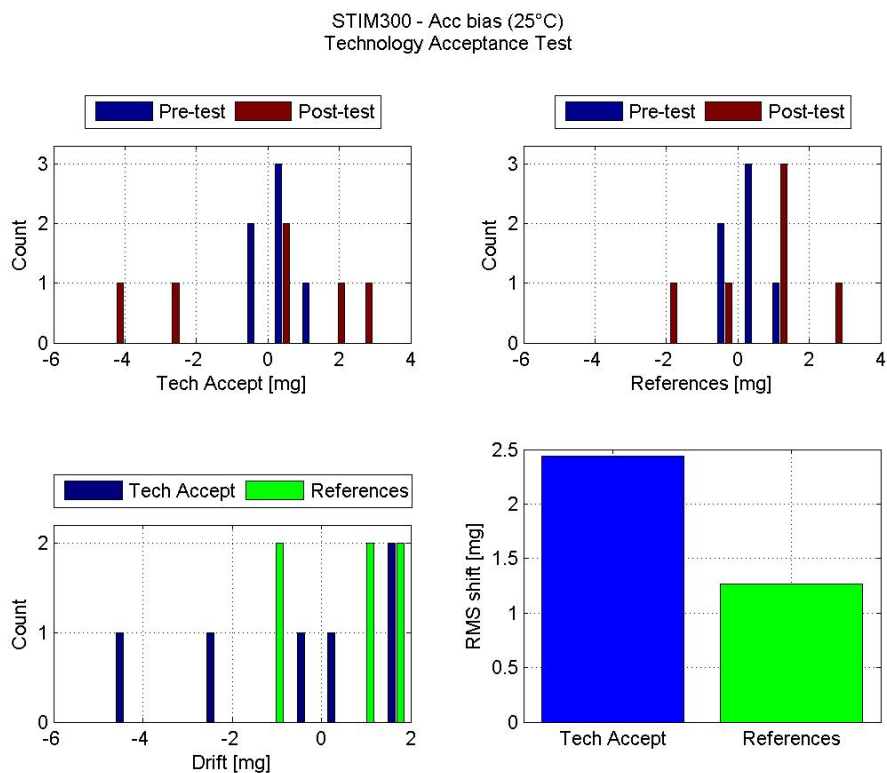 STIM300 - Acc bias (25°C)
Technology Acceptance Test
Pre-test Post-test
3
2
1
0
Count
-6 -4 -2 0 2 4
Tech Accept [mg]
Pre-test Post-test
3
2
1
0
Count
-6 -4 -2 0 2 4
References [mg]
Tech Accept References
2
1
0
Count
-6 -4 -2 0 2
Drift [mg]
2.5
2
1.5
1
0.5
0
RMS shift [mg]
Tech Accept References